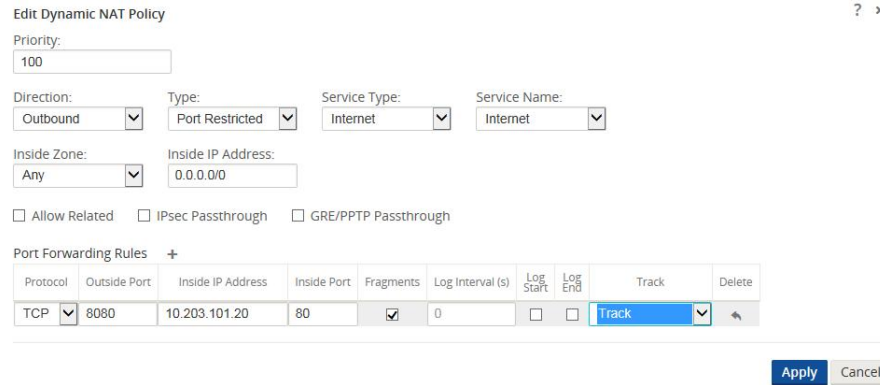 Edit Dynamic NAT Policy ?
Priority:
100
Direction: Type: Service Type: Service Name:
Outbound Port Restricted Internet Internet
Inside Zone: Inside IP Address:
Any 0.0.0.0/0
Allow Related IPsec Passthrough GRE/PPTP Passthrough
Port Forwarding Rules +
Protocol Outside Port Inside IP Address Inside Port Fragments Log Interval (s) Log Start Log End Track Delete
TCP 8080 10.203.101.20 80 0 Track
Apply Cancel